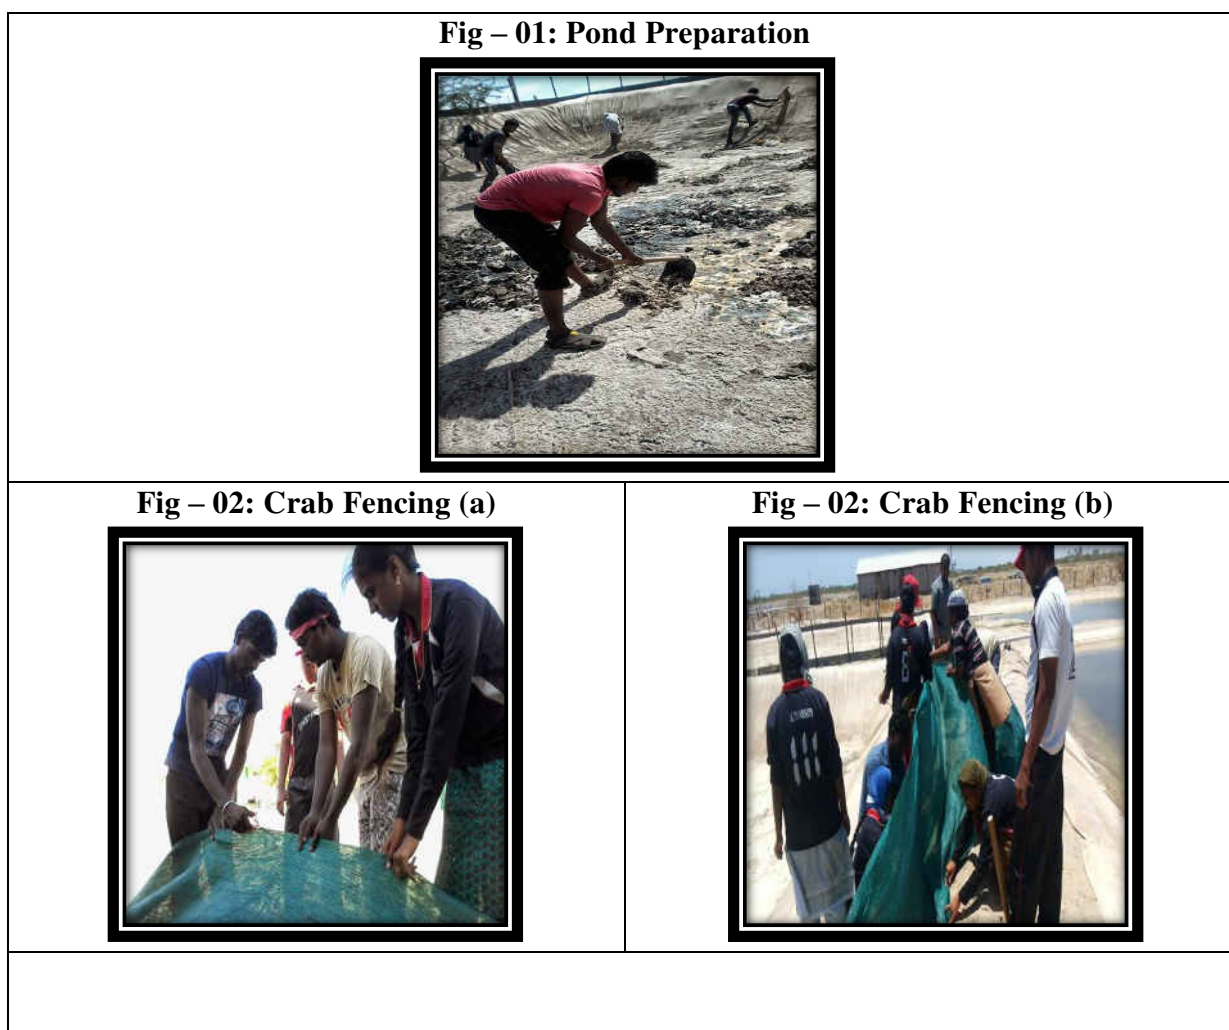 Fig – 01: Pond Preparation
Fig – 02: Crab Fencing (a)
Fig – 02: Crab Fencing (b)